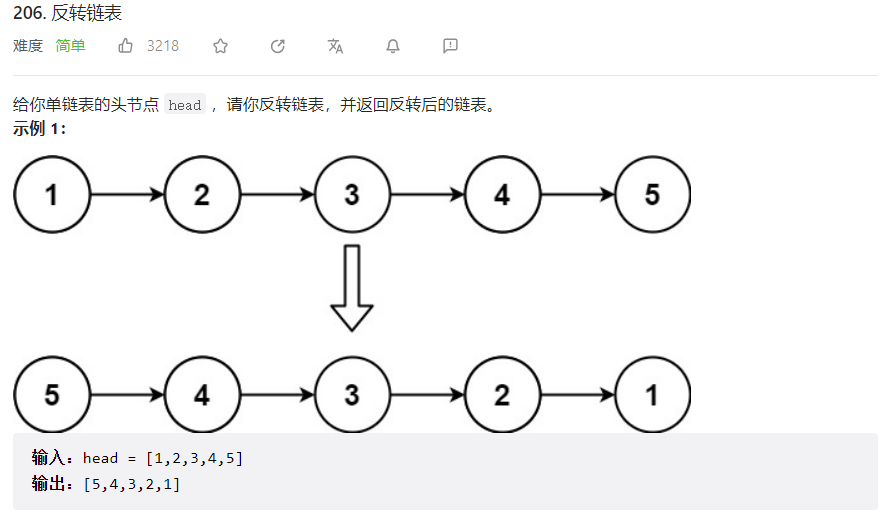 206. 反转链表
难度 简单 3218
给你单链表的头节点 head ，请你反转链表，并返回反转后的链表。
示例 1：
1 2 3 4 5
5 4 3 2 1
输入：head = [1,2,3,4,5]
输出：[5,4,3,2,1]